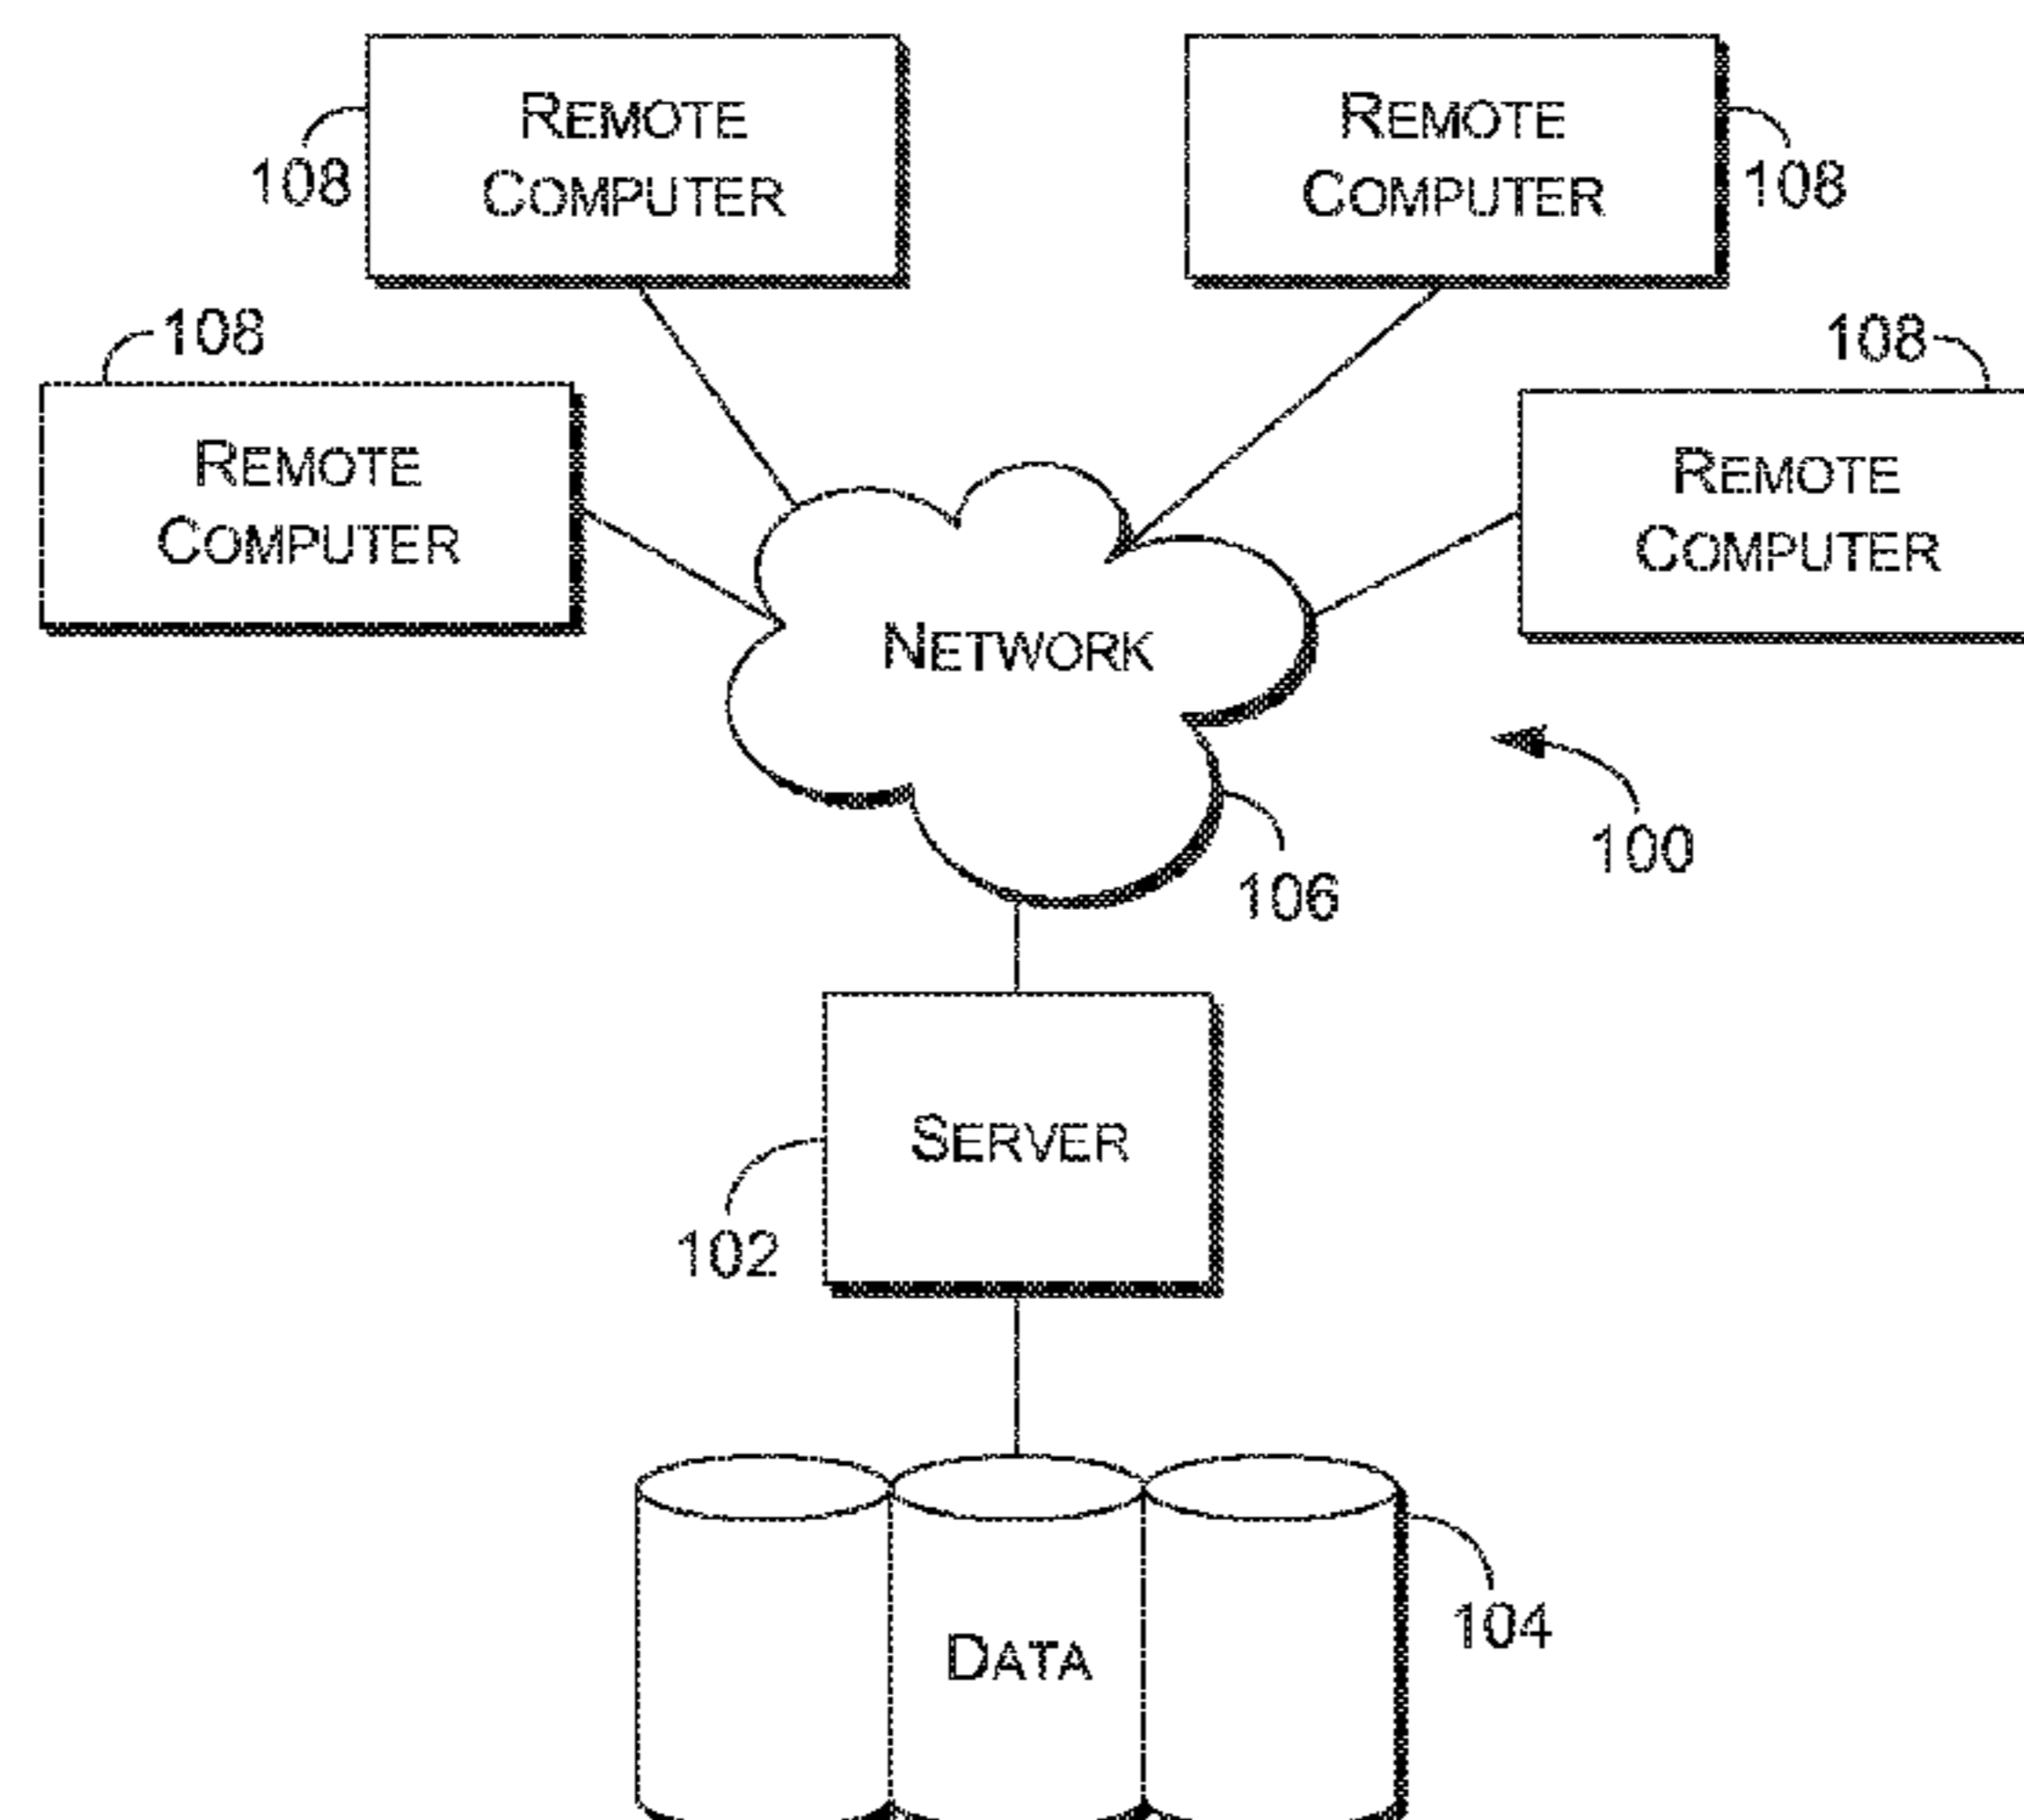 REMOTE
COMPUTER
108
REMOTE
COMPUTER
108
108
REMOTE
COMPUTER
108
REMOTE
COMPUTER
NETWORK
100
106
SERVER
102
104
DATA